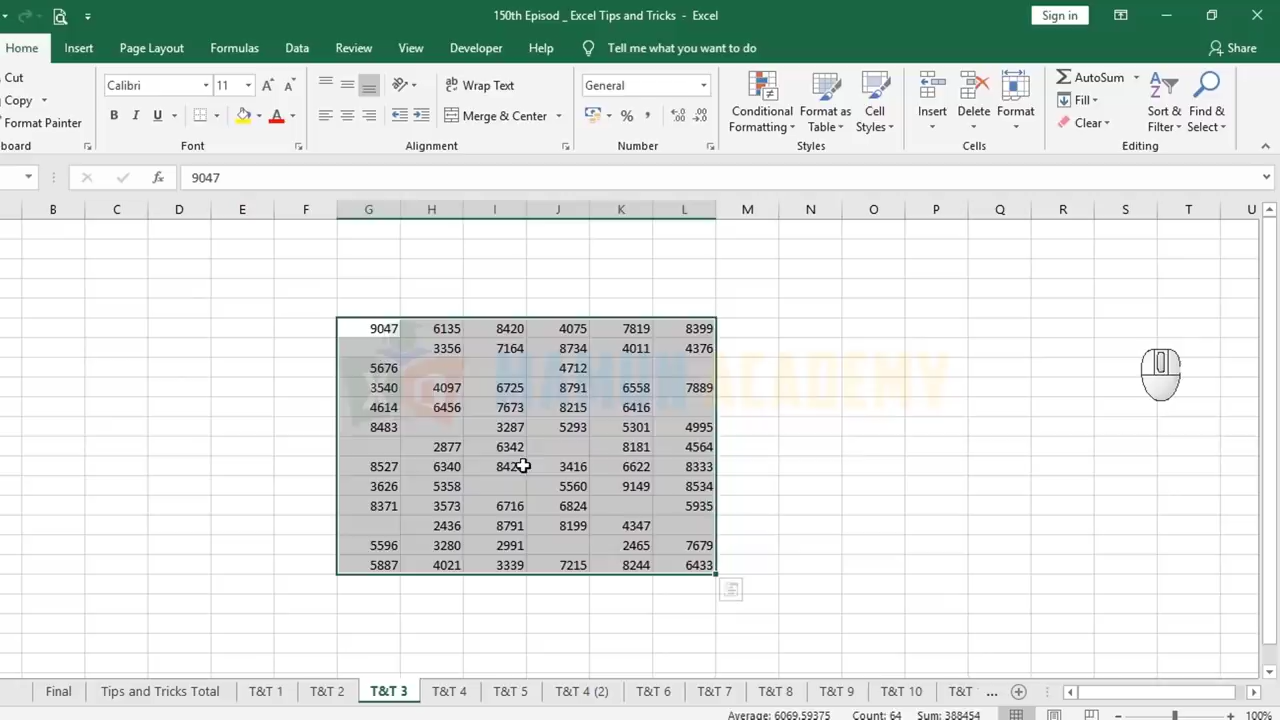 150th Episod _ Excel Tips and Tricks - Excel
Sign in
Home Insert Page Layout Formulas Data Review View Developer Help Tell me what you want to do Share
Cut
Copy
Format Painter
board
Calibri 11 A A
B I U A
Font
Wrap Text
Merge & Center
Alignment
General
% ,
Number
Conditional Formatting
Format as Table
Cell Styles
Styles
Insert
Delete
Format
Cells
AutoSum
Fill
Clear
Sort & Filter
Find & Select
Editing
fx 9047
B C D E F G H I J K L M N O P Q R S T U
9047 6135 8420 4075 7819 8399
3356 7164 8734 4011 4376
5676 4712
3540 4097 6725 8791 6558 7889
4614 6456 7673 8215 6416
8483 3287 5293 5301 4995
2877 6342 8181 4564
8527 6340 3416 6622 8333
3626 5358 5560 9149 8534
8371 3573 6716 6824 5935
2436 8791 8199 4347
5596 3280 2991 2465 7679
5887 4021 3339 7215 8244 6433
ACADEMY
Final Tips and Tricks Total T&T 1 T&T 2 T&T 3 T&T 4 T&T 5 T&T 4 (2) T&T 6 T&T 7 T&T 8 T&T 9 T&T 10 T&T ...
Average: 6069.59375 Count: 64 Sum: 388454 100%